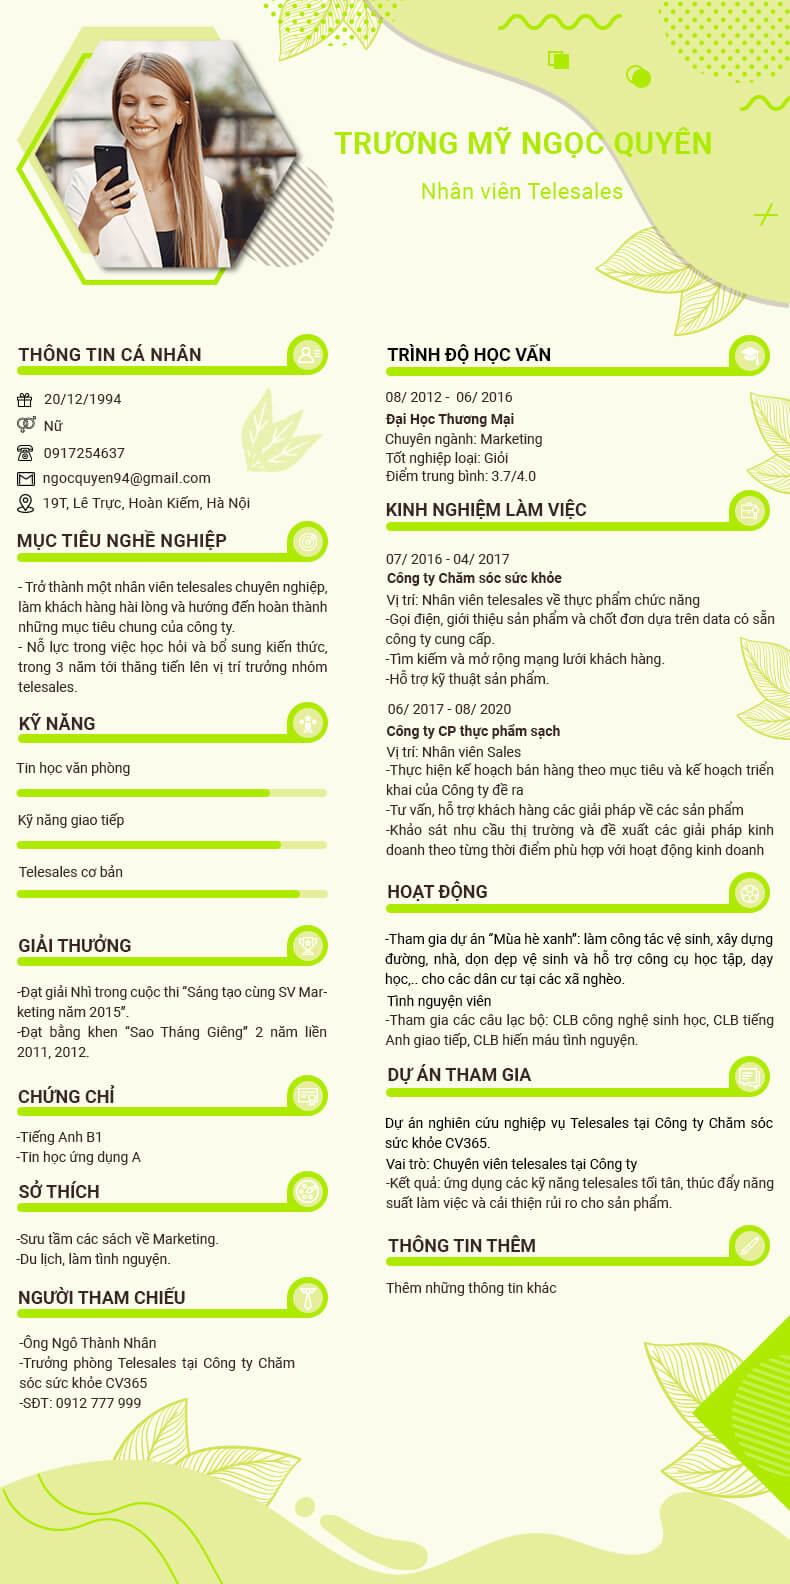 TRƯƠNG MỸ NGỌC QUYÊN
Nhân viên Telesales
THÔNG TIN CÁ NHÂN
20/12/1994
Nữ
0917254637
ngocquyen94@gmail.com
19T, Lê Trực, Hoàn Kiếm, Hà Nội
MỤC TIÊU NGHỀ NGHIỆP
- Trở thành một nhân viên telesales chuyên nghiệp,
làm khách hàng hài lòng và hướng đến hoàn thành
những mục tiêu chung của công ty.
- Nỗ lực trong việc học hỏi và bổ sung kiến thức,
trong 3 năm tới thăng tiến lên vị trí trưởng nhóm
telesales.
KỸ NĂNG
Tin học văn phòng
Kỹ năng giao tiếp
Telesales cơ bản
GIẢI THƯỞNG
-Đạt giải Nhì trong cuộc thi “Sáng tạo cùng SV Mar-
keting năm 2015”.
-Đạt bằng khen “Sao Tháng Giêng” 2 năm liền
2011, 2012.
CHỨNG CHỈ
-Tiếng Anh B1
-Tin học ứng dụng A
SỞ THÍCH
-Sưu tầm các sách về Marketing.
-Du lịch, làm tình nguyện.
NGƯỜI THAM CHIẾU
-Ông Ngô Thành Nhân
-Trưởng phòng Telesales tại Công ty Chăm
sóc sức khỏe CV365
-SĐT: 0912 777 999
TRÌNH ĐỘ HỌC VẤN
08/ 2012 - 06/ 2016
Đại Học Thương Mại
Chuyên ngành: Marketing
Tốt nghiệp loại: Giỏi
Điểm trung bình: 3.7/4.0
KINH NGHIỆM LÀM VIỆC
07/ 2016 - 04/ 2017
Công ty Chăm sóc sức khỏe
Vị trí: Nhân viên telesales về thực phẩm chức năng
-Gọi điện, giới thiệu sản phẩm và chốt đơn dựa trên data có sẵn
công ty cung cấp.
-Tìm kiếm và mở rộng mạng lưới khách hàng.
-Hỗ trợ kỹ thuật sản phẩm.
06/ 2017 - 08/ 2020
Công ty CP thực phẩm sạch
Vị trí: Nhân viên Sales
-Thực hiện kế hoạch bán hàng theo mục tiêu và kế hoạch triển
khai của Công ty đề ra
-Tư vấn, hỗ trợ khách hàng các giải pháp về các sản phẩm
-Khảo sát nhu cầu thị trường và đề xuất các giải pháp kinh
doanh theo từng thời điểm phù hợp với hoạt động kinh doanh
HOẠT ĐỘNG
-Tham gia dự án “Mùa hè xanh”: làm công tác vệ sinh, xây dựng
đường, nhà, dọn dẹp vệ sinh và hỗ trợ công cụ học tập, dạy
học,.. cho các dân cư tại các xã nghèo.
Tình nguyện viên
-Tham gia các câu lạc bộ: CLB công nghệ sinh học, CLB tiếng
Anh giao tiếp, CLB hiến máu tình nguyện.
DỰ ÁN THAM GIA
Dự án nghiên cứu nghiệp vụ Telesales tại Công ty Chăm sóc
sức khỏe CV365.
Vai trò: Chuyên viên telesales tại Công ty
-Kết quả: ứng dụng các kỹ năng telesales tối tân, thúc đẩy năng
suất làm việc và cải thiện rủi ro cho sản phẩm.
THÔNG TIN THÊM
Thêm những thông tin khác